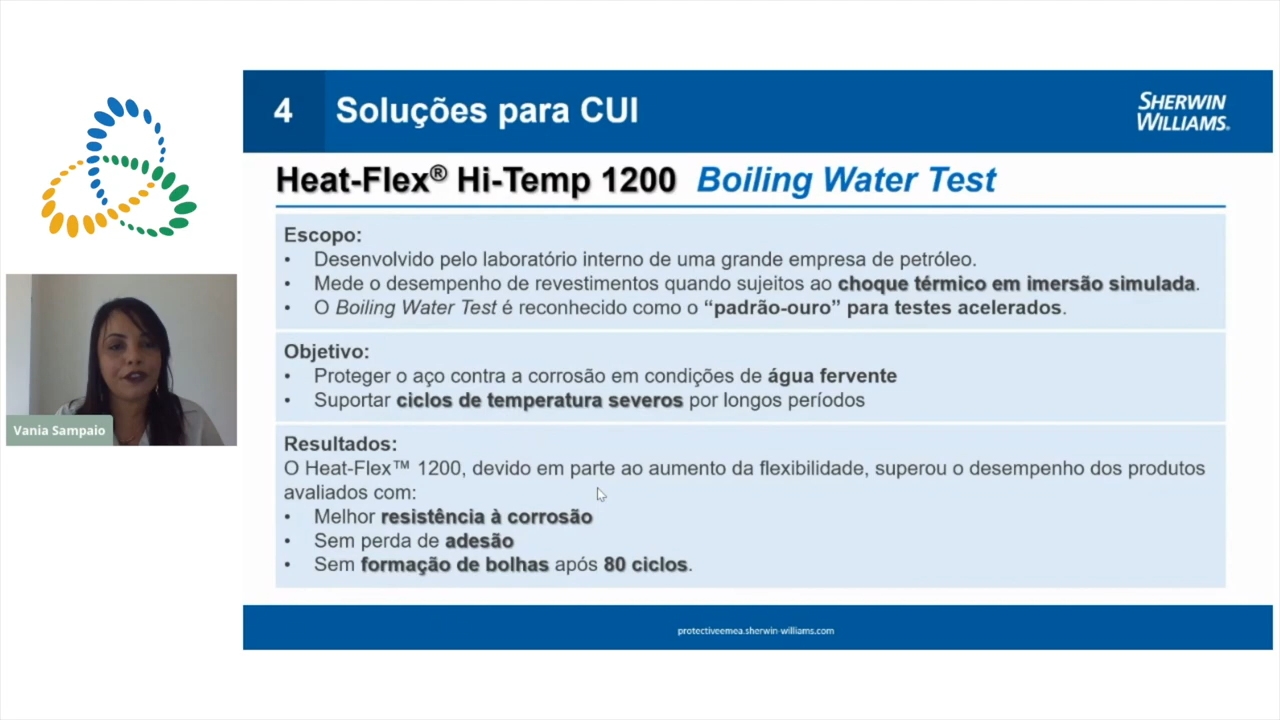 4 Soluções para CUI
SHERWIN
WILLIAMS.
Heat-Flex® Hi-Temp 1200 Boiling Water Test
Escopo:
• Desenvolvido pelo laboratório interno de uma grande empresa de petróleo.
• Mede o desempenho de revestimentos quando sujeitos ao choque térmico em imersão simulada.
• O Boiling Water Test é reconhecido como o “padrão-ouro” para testes acelerados.
Objetivo:
• Proteger o aço contra a corrosão em condições de água fervente
• Suportar ciclos de temperatura severos por longos períodos
Resultados:
O Heat-Flex™ 1200, devido em parte ao aumento da flexibilidade, superou o desempenho dos produtos
avaliados com:
• Melhor resistência à corrosão
• Sem perda de adesão
• Sem formação de bolhas após 80 ciclos.
Vania Sampaio
protectiveemea.sherwin-williams.com